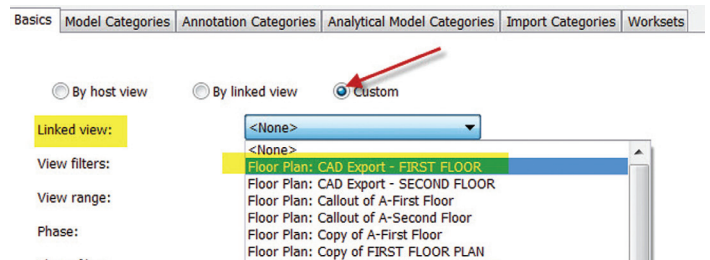 Basics Model Categories Annotation Categories Analytical Model Categories Import Categories Worksets
By host view By linked view Custom
Linked view: <None>
<None>
View filters: Floor Plan: CAD Export - FIRST FLOOR
Floor Plan: CAD Export - SECOND FLOOR
View range: Floor Plan: Callout of A-First Floor
Floor Plan: Callout of A-Second Floor
Phase: Floor Plan: Copy of A-First Floor
Floor Plan: Copy of FIRST FLOOR PLAN